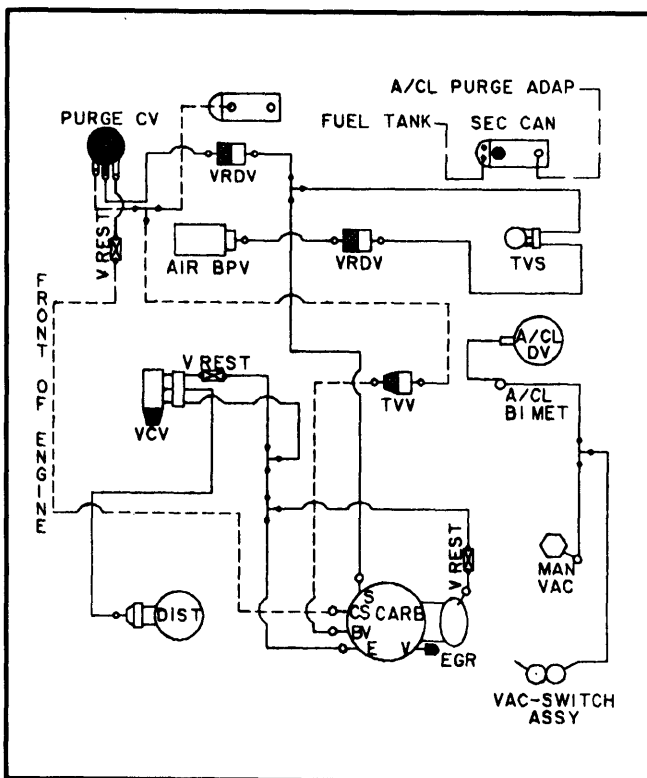 A/CL PURGE ADAP
PURGE CV
FUEL TANK
SEC CAN
VRDV
V REST
AIR BPV
VRDV
TVS
FRONT OF ENGINE
A/CL
DV
V REST
TVV
A/CL
BI MET
VCV
V REST
MAN
VAC
S
DIST
CS
CARB
BV
E
V
EGR
VAC-SWITCH
ASSY